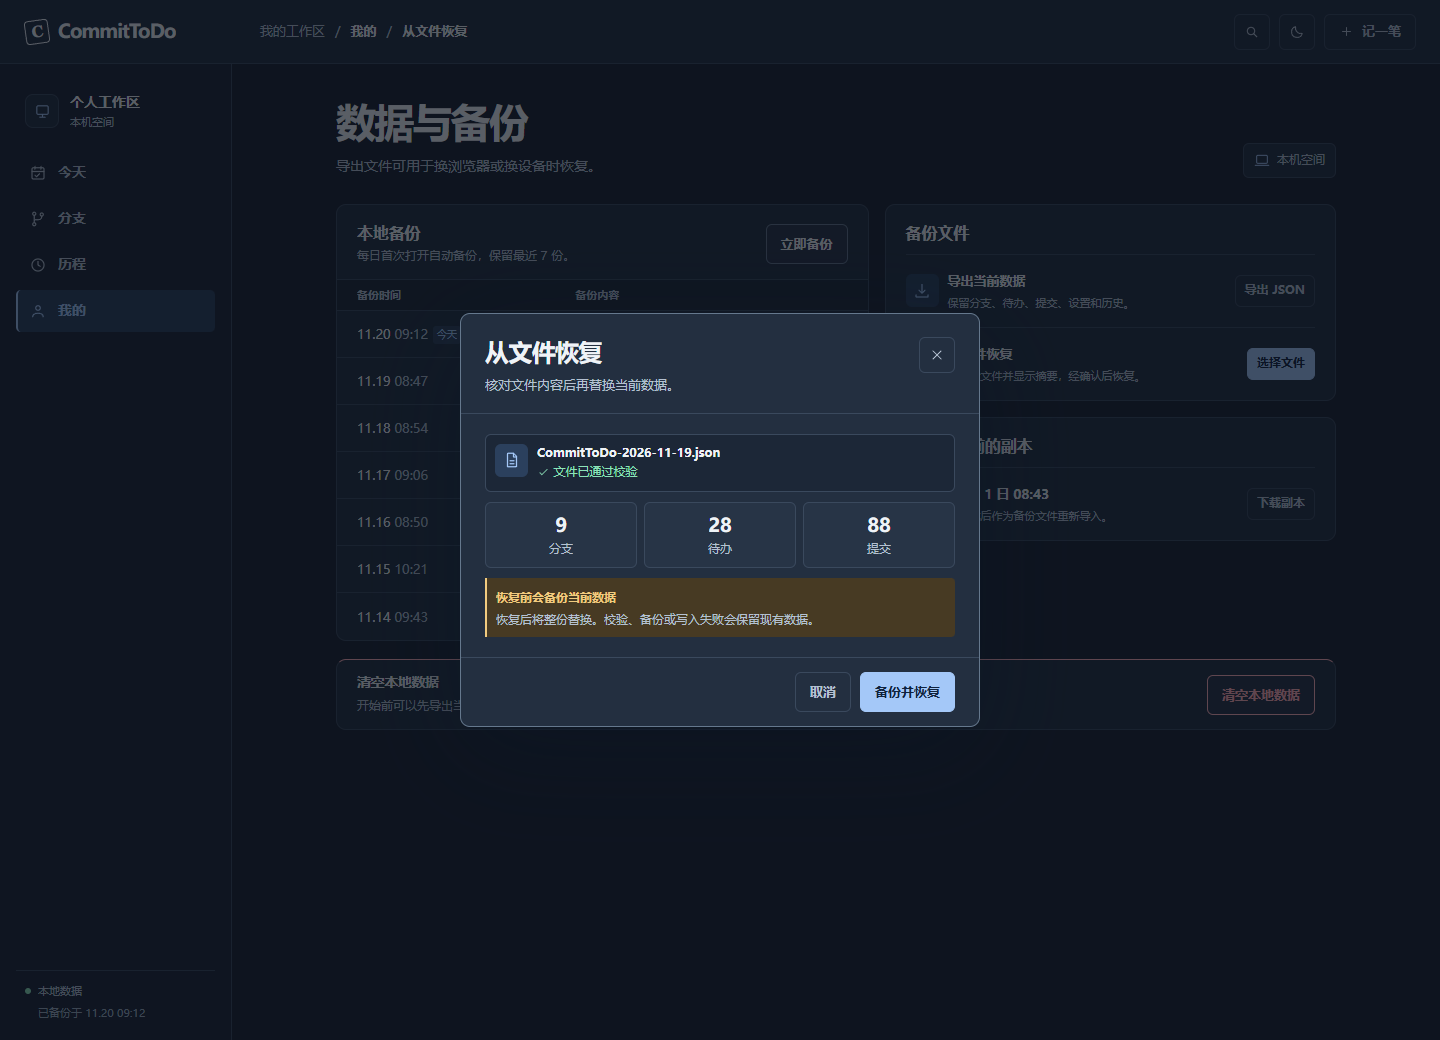 C CommitToDo
我的工作区 / 我的 / 从文件恢复
+ 记一笔
个人工作区
本机空间
今天
分支
历程
我的
本地数据
已备份于 11.20 09:12
数据与备份
导出文件可用于换浏览器或换设备时恢复。
本机空间
本地备份
每日首次打开自动备份，保留最近 7 份。
立即备份
备份时间 备份内容
11.20 09:12 今天
11.19 08:47
11.18 08:54
11.17 09:06
11.16 08:50
11.15 10:21
11.14 09:43
备份文件
导出当前数据
保留分支、待办、提交、设置和历史。
导出 JSON
件恢复
文件并显示摘要，经确认后恢复。
选择文件
前的副本
1 日 08:43
后作为备份文件重新导入。
下载副本
清空本地数据
开始前可以先导出当
清空本地数据
从文件恢复
核对文件内容后再替换当前数据。
CommitToDo-2026-11-19.json
文件已通过校验
9
分支
28
待办
88
提交
恢复前会备份当前数据
恢复后将整份替换。校验、备份或写入失败会保留现有数据。
取消
备份并恢复